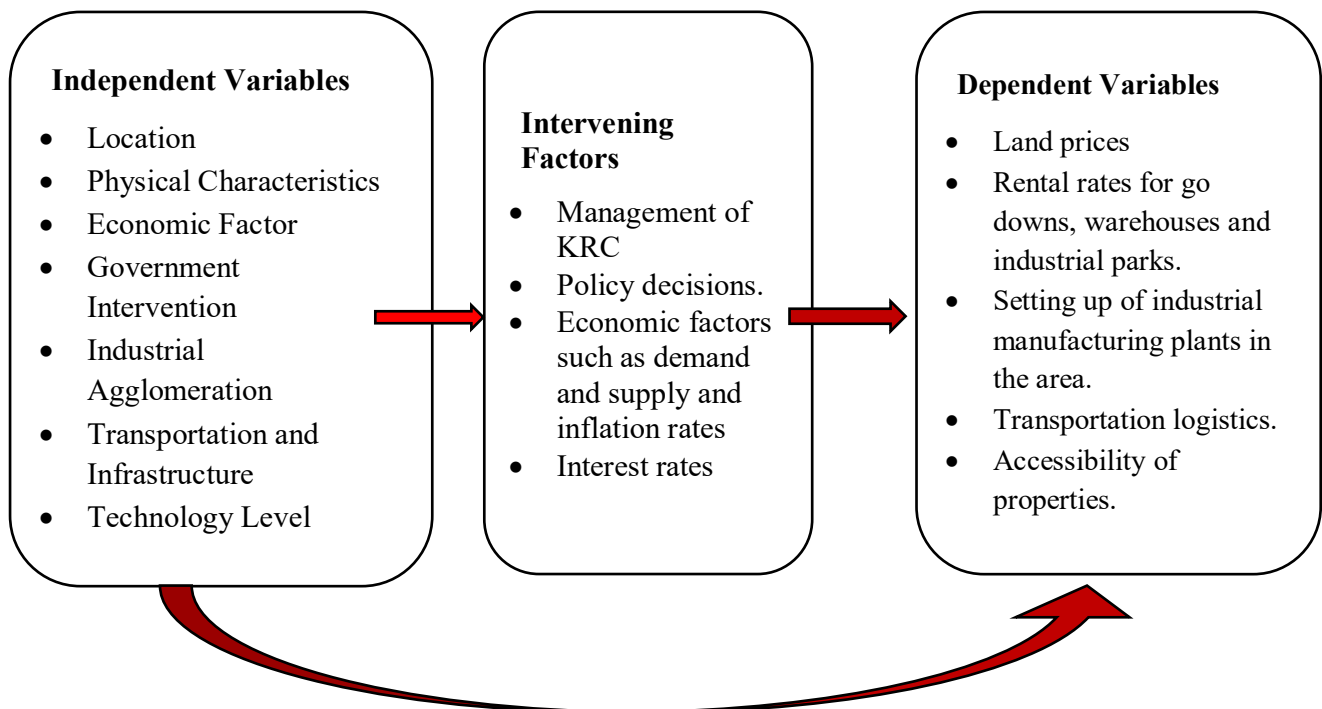 Independent Variables
• Location
• Physical Characteristics
• Economic Factor
• Government
Intervention
• Industrial
Agglomeration
• Transportation and
Infrastructure
• Technology Level
Intervening
Factors
• Management of
KRC
• Policy decisions.
• Economic factors
such as demand
and supply and
inflation rates
• Interest rates
Dependent Variables
• Land prices
• Rental rates for go
downs, warehouses and
industrial parks.
• Setting up of industrial
manufacturing plants in
the area.
• Transportation logistics.
• Accessibility of
properties.